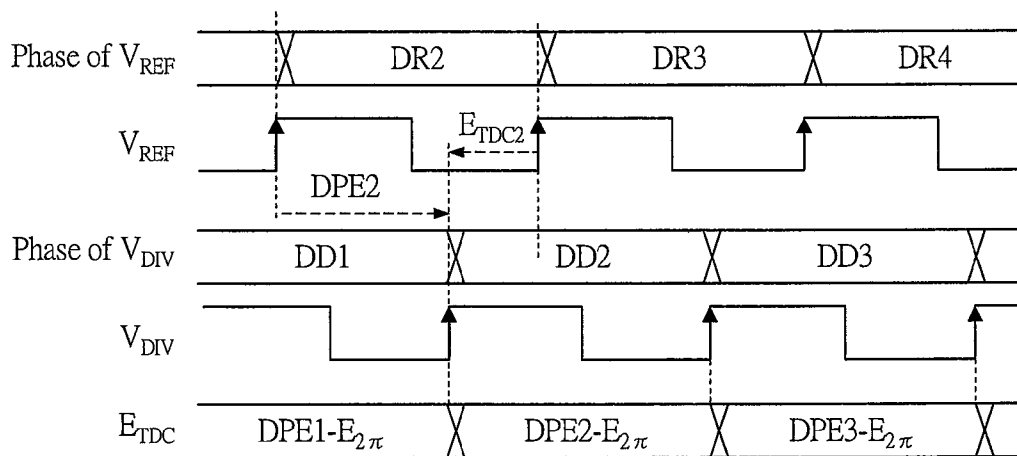 Phase of V_REF DR2 DR3 DR4
V_REF E_TDC2
DPE2
Phase of V_DIV DD1 DD2 DD3
V_DIV
E_TDC DPE1-E_2π DPE2-E_2π DPE3-E_2π